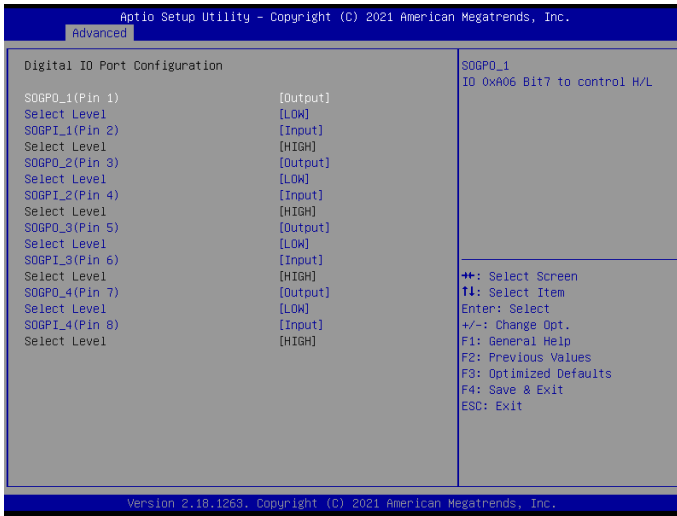 Aptio Setup Utility – Copyright (C) 2021 American Megatrends, Inc.
Advanced
Digital IO Port Configuration
SOGPO_1(Pin 1) [Output]
Select Level [LOW]
SOGPI_1(Pin 2) [Input]
Select Level [HIGH]
SOGPO_2(Pin 3) [Output]
Select Level [LOW]
SOGPI_2(Pin 4) [Input]
Select Level [HIGH]
SOGPO_3(Pin 5) [Output]
Select Level [LOW]
SOGPI_3(Pin 6) [Input]
Select Level [HIGH]
SOGPO_4(Pin 7) [Output]
Select Level [LOW]
SOGPI_4(Pin 8) [Input]
Select Level [HIGH]
SOGPO_1
IO 0xA06 Bit7 to control H/L
→←: Select Screen
↑↓: Select Item
Enter: Select
+/-: Change Opt.
F1: General Help
F2: Previous Values
F3: Optimized Defaults
F4: Save & Exit
ESC: Exit
Version 2.18.1263. Copyright (C) 2021 American Megatrends, Inc.